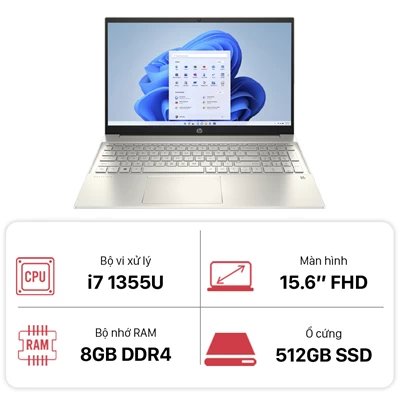 hp
Bộ vi xử lý
CPU
i7 1355U
Màn hình
15.6″ FHD
Bộ nhớ RAM
RAM
8GB DDR4
Ổ cứng
512GB SSD